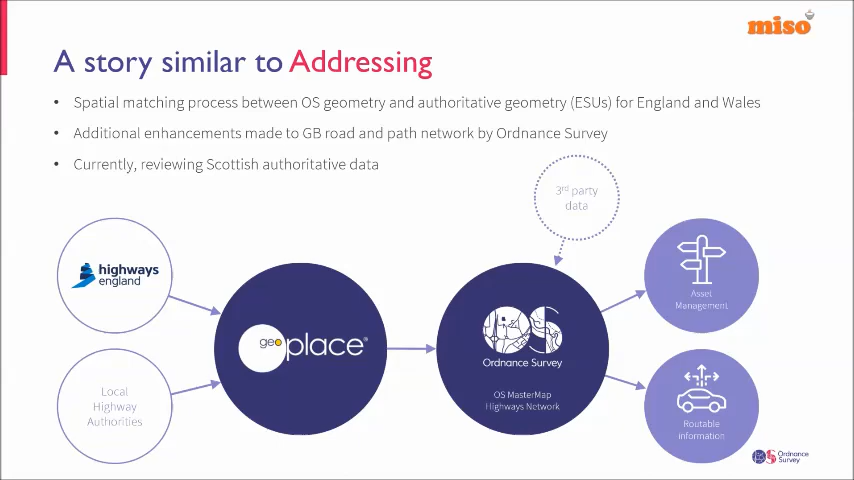 miso
A story similar to Addressing
• Spatial matching process between OS geometry and authoritative geometry (ESUs) for England and Wales
• Additional enhancements made to GB road and path network by Ordnance Survey
• Currently, reviewing Scottish authoritative data
3rd party
data
highways
england
Local
Highway
Authorities
geoplace®
OS
Ordnance Survey
OS MasterMap
Highways Network
Asset
Management
Routable
information
Ordnance
Survey